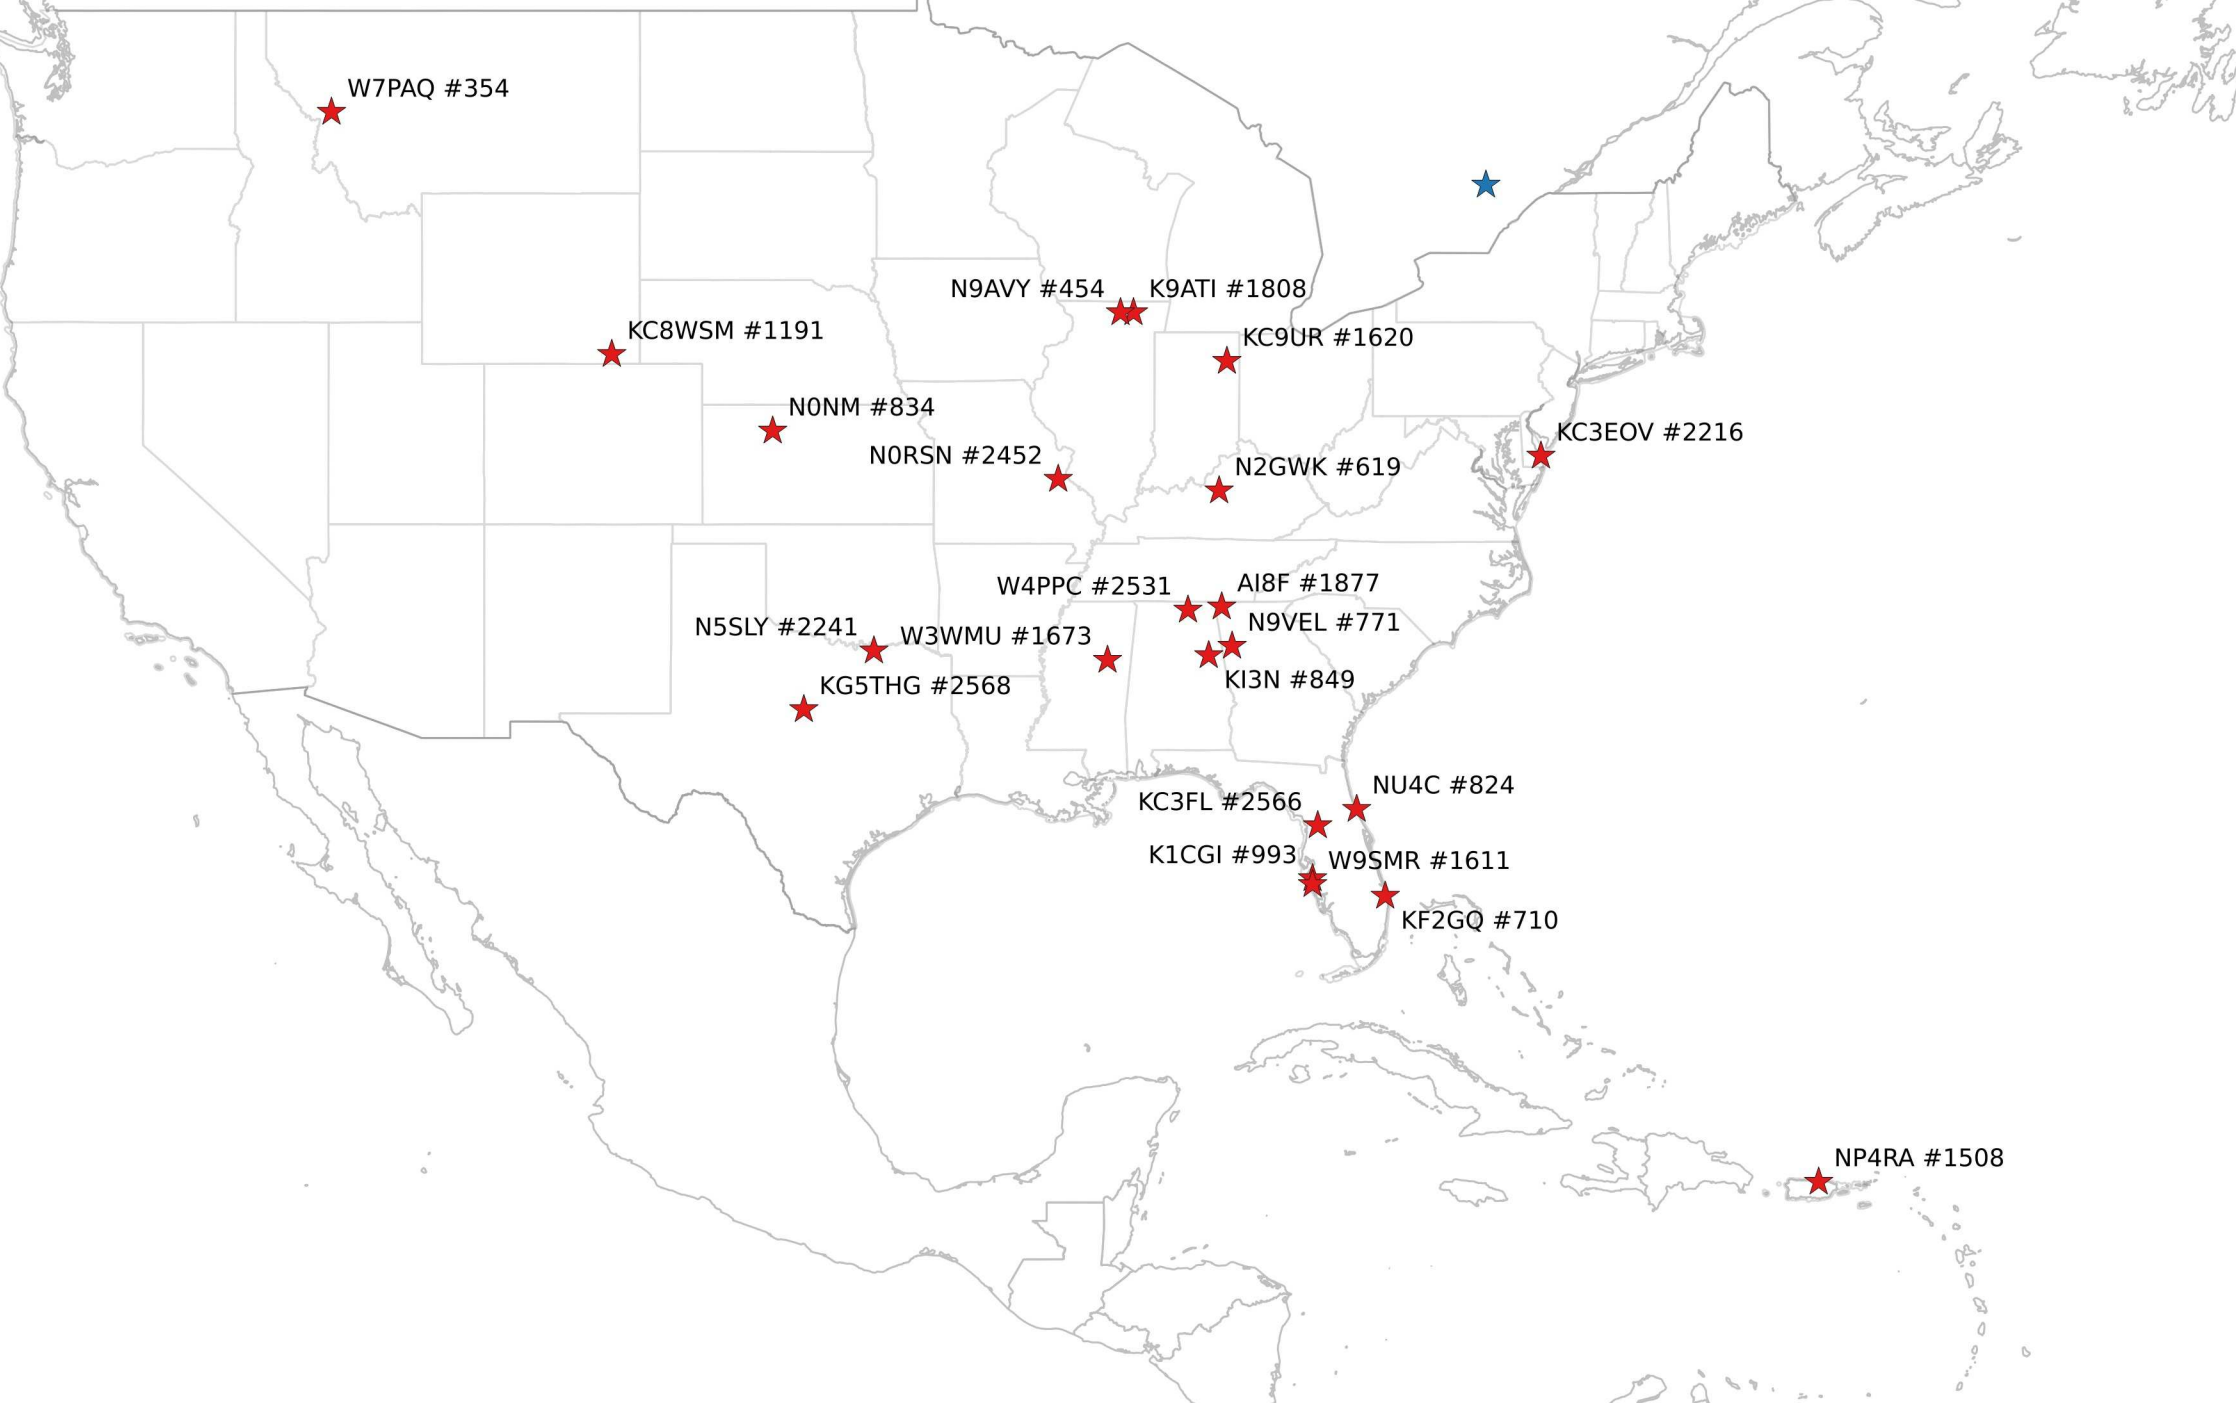 W7PAQ #354
N9AVY #454
K9ATI #1808
KC8WSM #1191
KC9UR #1620
N0NM #834
KC3EOV #2216
N0RSN #2452
N2GWK #619
W4PPC #2531
AI8F #1877
N9VEL #771
N5SLY #2241
W3WMU #1673
KI3N #849
KG5THG #2568
NU4C #824
KC3FL #2566
K1CGI #993
W9SMR #1611
KF2GQ #710
NP4RA #1508